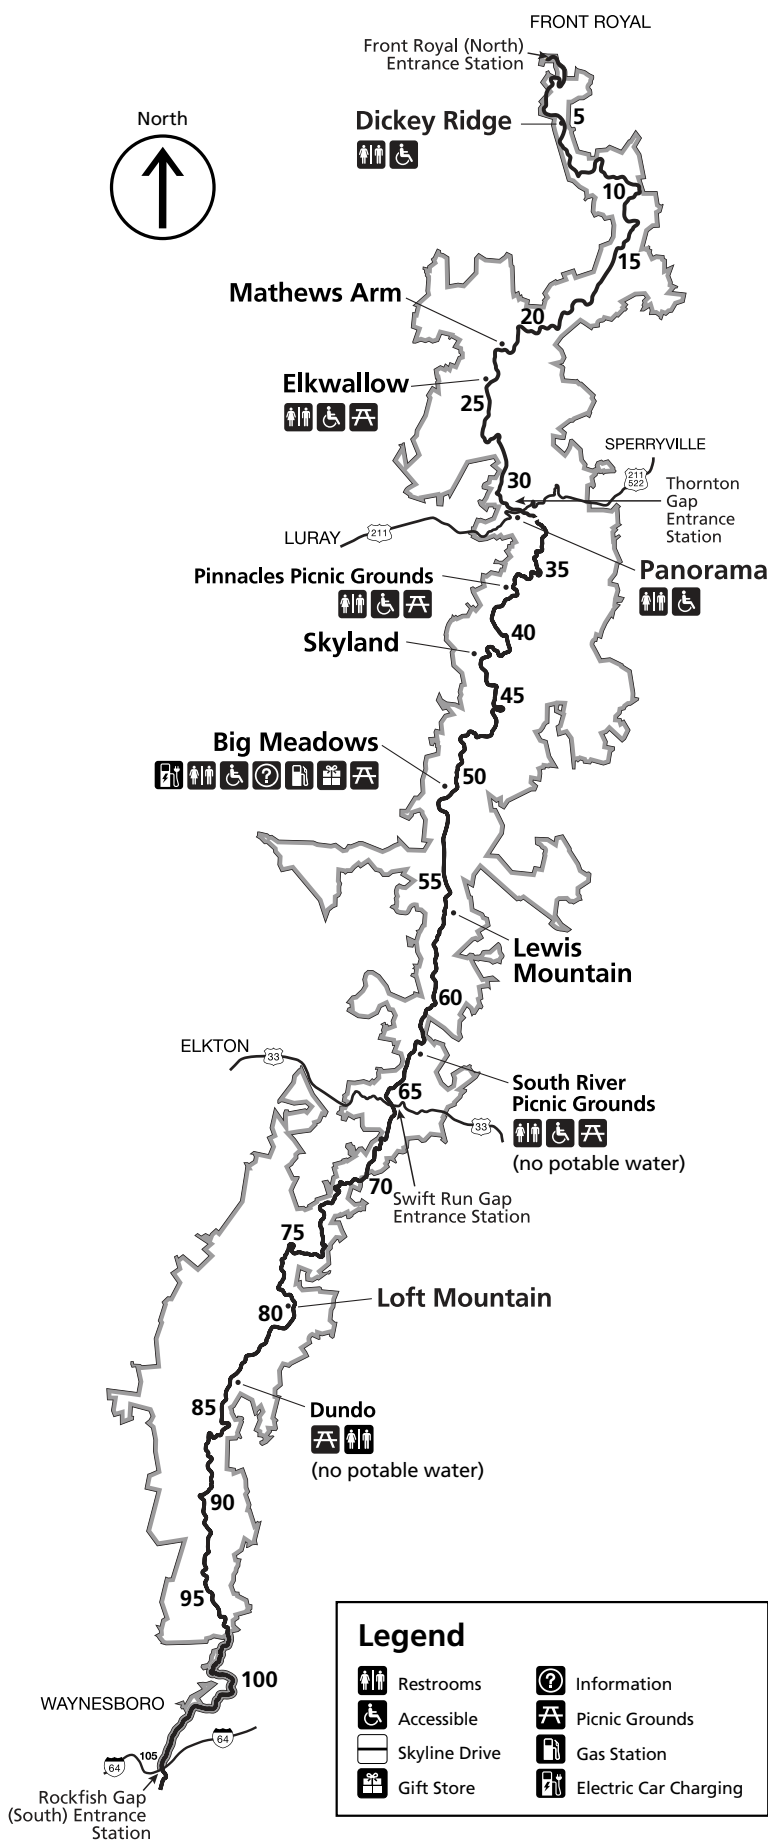 FRONT ROYAL
Front Royal (North)
Entrance Station
North
5
Dickey Ridge
10
15
Mathews Arm
20
Elkwallow
25
SPERRYVILLE
30
211
522
Thornton
Gap
Entrance
Station
LURAY
211
35
Panorama
Pinnacles Picnic Grounds
40
Skyland
45
Big Meadows
50
55
Lewis
Mountain
60
ELKTON
33
South River
Picnic Grounds
65
33
(no potable water)
70
Swift Run Gap
Entrance Station
75
Loft Mountain
80
85
Dundo
(no potable water)
90
95
100
WAYNESBORO
64
105
64
Rockfish Gap
(South) Entrance
Station
Legend
Restrooms
Accessible
Skyline Drive
Gift Store
Information
Picnic Grounds
Gas Station
Electric Car Charging